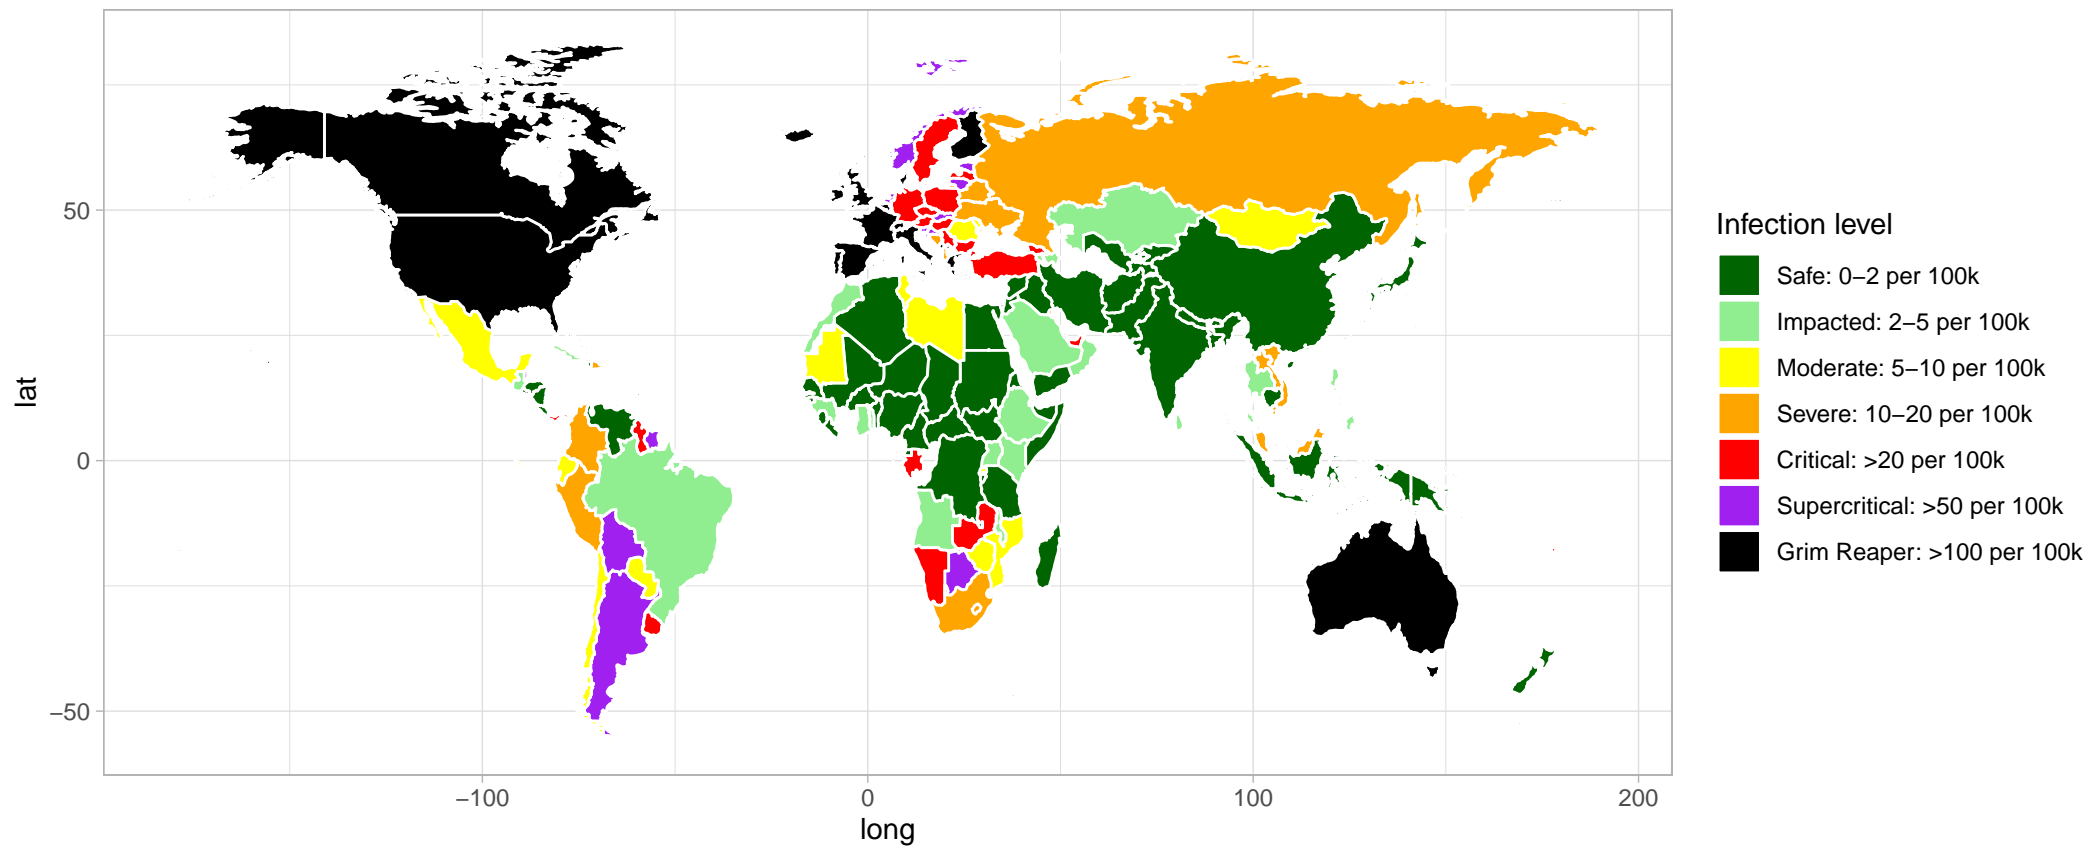 50
0
−50
lat
−100
0
100
200
long
Infection level
Safe: 0−2 per 100k
Impacted: 2−5 per 100k
Moderate: 5−10 per 100k
Severe: 10−20 per 100k
Critical: >20 per 100k
Supercritical: >50 per 100k
Grim Reaper: >100 per 100k